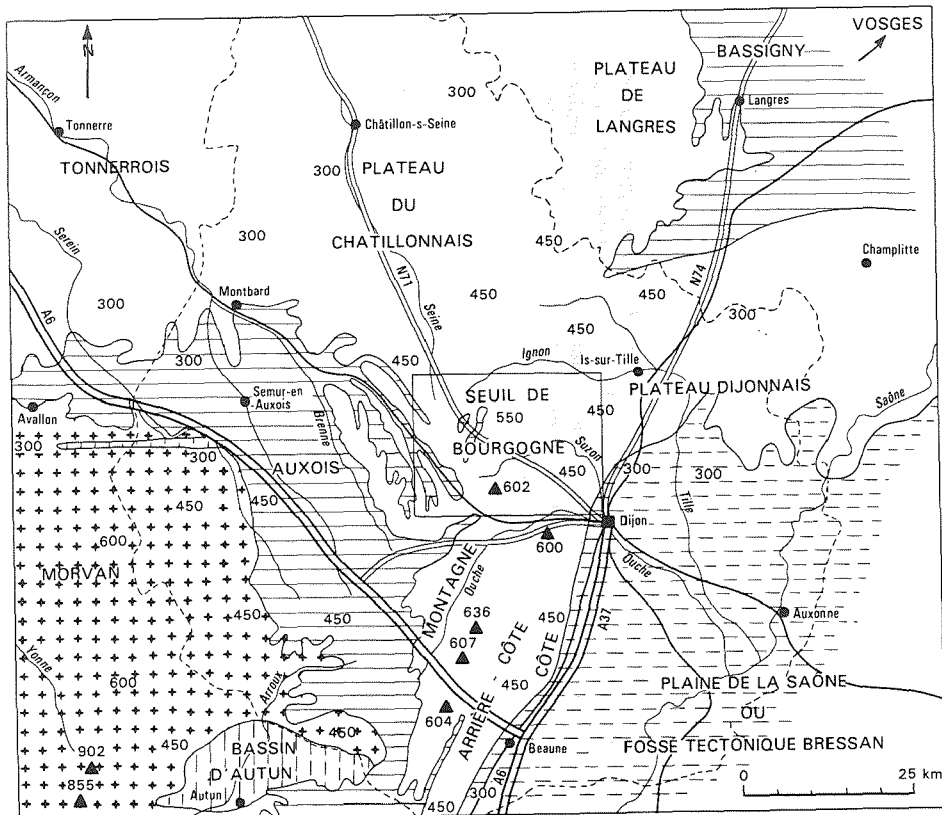 N
VOSGES
BASSIGNY
PLATEAU
DE
LANGRES
300
300
Langres
Armançon
Tonnerre
TONNERROIS
Châtillon-s-Seine
300
PLATEAU
DU
CHATILLONNAIS
300
450
Serein
N71
Seine
N74
Champlitte
300
Montbard
450
450
300
A6
450
300
450
Ignon
Is-sur-Tille
PLATEAU DIJONNAIS
Saône
Avallon
Semur-en
Auxois
Brenne
SEUIL DE
550
BOURGOGNE
450
Suzon
450
300
300
300
300
AUXOIS
450
602
Tille
450
600
Dijon
600
MORVAN
450
450
MONTAGNE
Ouche
636
607
604
ARRIÈRE - CÔTE
450
CÔTE
450
A37
Ouche
Auxonne
Yonne
600
Arroux
450
450
PLAINE DE LA SAÔNE
OU
FOSSE TECTONIQUE BRESSAN
902
855
BASSIN
D'AUTUN
Autun
450
Beaune
A6
300
0 25 km